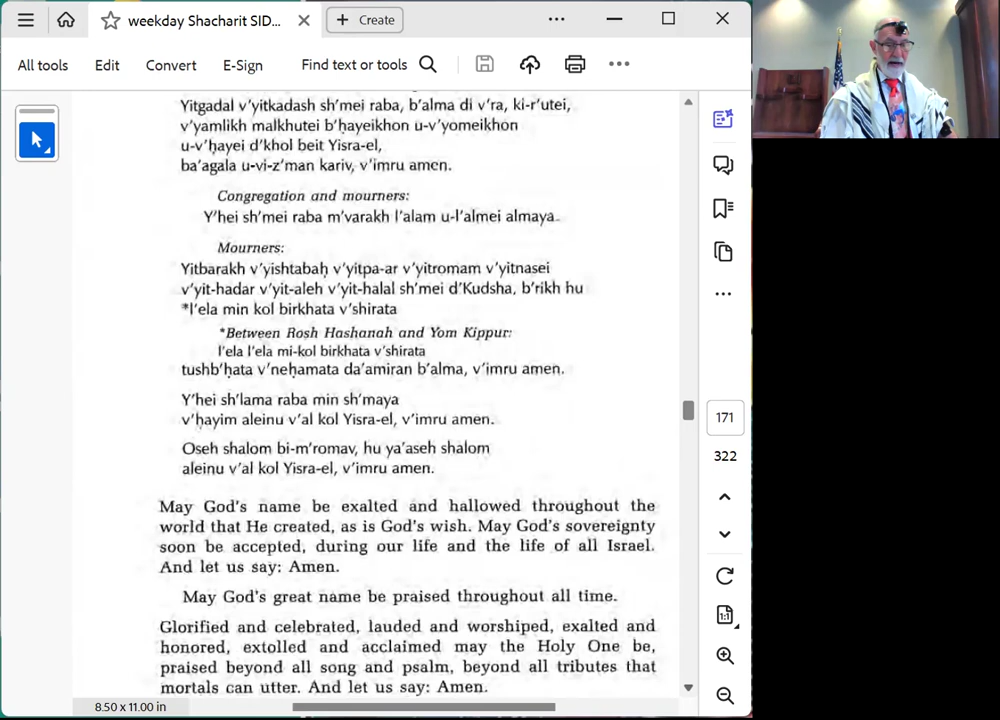 weekday Shacharit SID...
Create
All tools
Edit
Convert
E-Sign
Find text or tools
Yitgadal v'yitkadash sh'mei raba, b'alma di v'ra, ki-r'utei,
v'yamlikh malkhutei b'ḥayeikhon u-v'yomeikhon
u-v'ḥayei d'khol beit Yisra-el,
ba'agala u-vi-z'man kariv, v'imru amen.
Congregation and mourners:
Y'hei sh'mei raba m'varakh l'alam u-l'almei almaya.
Mourners:
Yitbarakh v'yishtabaḥ v'yitpa-ar v'yitromam v'yitnasei
v'yit-hadar v'yit-aleh v'yit-halal sh'mei d'Kudsha, b'rikh hu
*l'ela min kol birkhata v'shirata
*Between Rosh Hashanah and Yom Kippur:
l'ela l'ela mi-kol birkhata v'shirata
tushb'ḥata v'neḥamata da'amiran b'alma, v'imru amen.
Y'hei sh'lama raba min sh'maya
v'ḥayim aleinu v'al kol Yisra-el, v'imru amen.
Oseh shalom bi-m'romav, hu ya'aseh shalom
aleinu v'al kol Yisra-el, v'imru amen.
May God's name be exalted and hallowed throughout the
world that He created, as is God's wish. May God's sovereignty
soon be accepted, during our life and the life of all Israel.
And let us say: Amen.
May God's great name be praised throughout all time.
Glorified and celebrated, lauded and worshiped, exalted and
honored, extolled and acclaimed may the Holy One be,
praised beyond all song and psalm, beyond all tributes that
mortals can utter. And let us say: Amen.
8.50 x 11.00 in
171
322
1:1